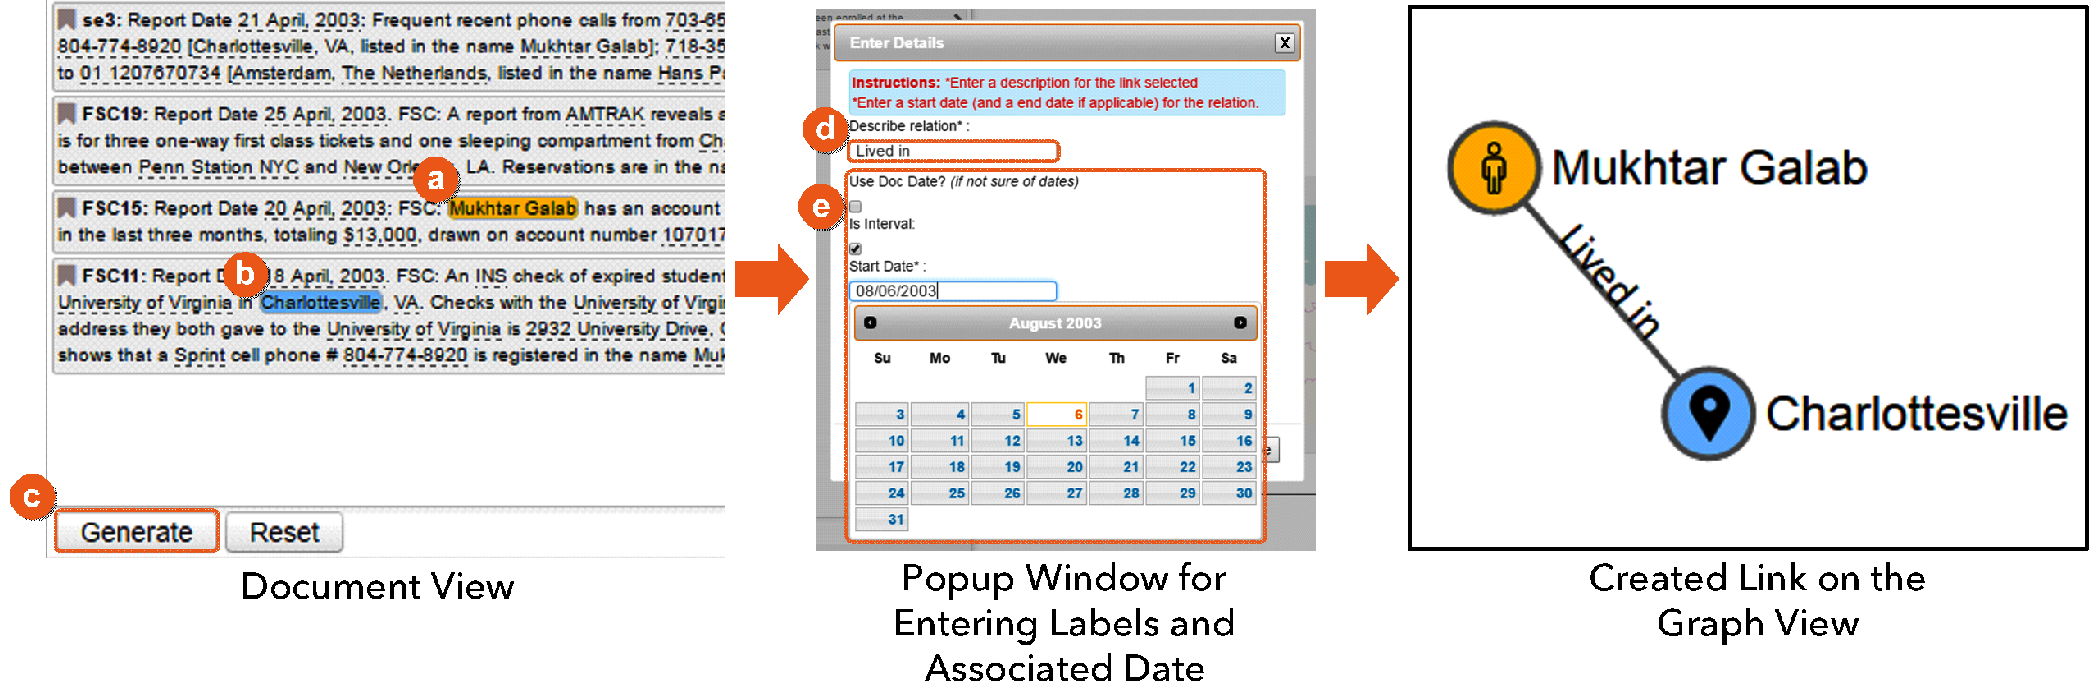 se3: Report Date 21 April, 2003: Frequent recent phone calls from 703-65
804-774-8920 [Charlottesville, VA, listed in the name Mukhtar Galab]; 718-35
to 01 1207670734 [Amsterdam, The Netherlands, listed in the name Hans Pa
FSC19: Report Date 25 April, 2003. FSC: A report from AMTRAK reveals a
is for three one-way first class tickets and one sleeping compartment from Ch
between Penn Station NYC and New Orle LA. Reservations are in the na
a
FSC15: Report Date 20 April, 2003: FSC: Mukhtar Galab has an account
in the last three months, totaling $13,000, drawn on account number 107017
b
FSC11: Report D 18 April, 2003. FSC: An INS check of expired student
University of Virginia in Charlottesville, VA. Checks with the University of Virgi
address they both gave to the University of Virginia is 2932 University Drive, C
shows that a Sprint cell phone # 804-774-8920 is registered in the name Muk
c
Generate Reset
Document View
been enrolled at the
Enter Details X
Instructions: *Enter a description for the link selected
*Enter a start date (and a end date if applicable) for the relation.
d
Describe relation* :
Lived in
Use Doc Date? (if not sure of dates)
e
Is Interval:
Start Date* :
08/06/2003
August 2003
Su Mo Tu We Th Fr Sa
1 2
3 4 5 6 7 8 9
10 11 12 13 14 15 16
17 18 19 20 21 22 23
24 25 26 27 28 29 30
31
Popup Window for
Entering Labels and
Associated Date
Mukhtar Galab
Lived in
Charlottesville
Created Link on the
Graph View